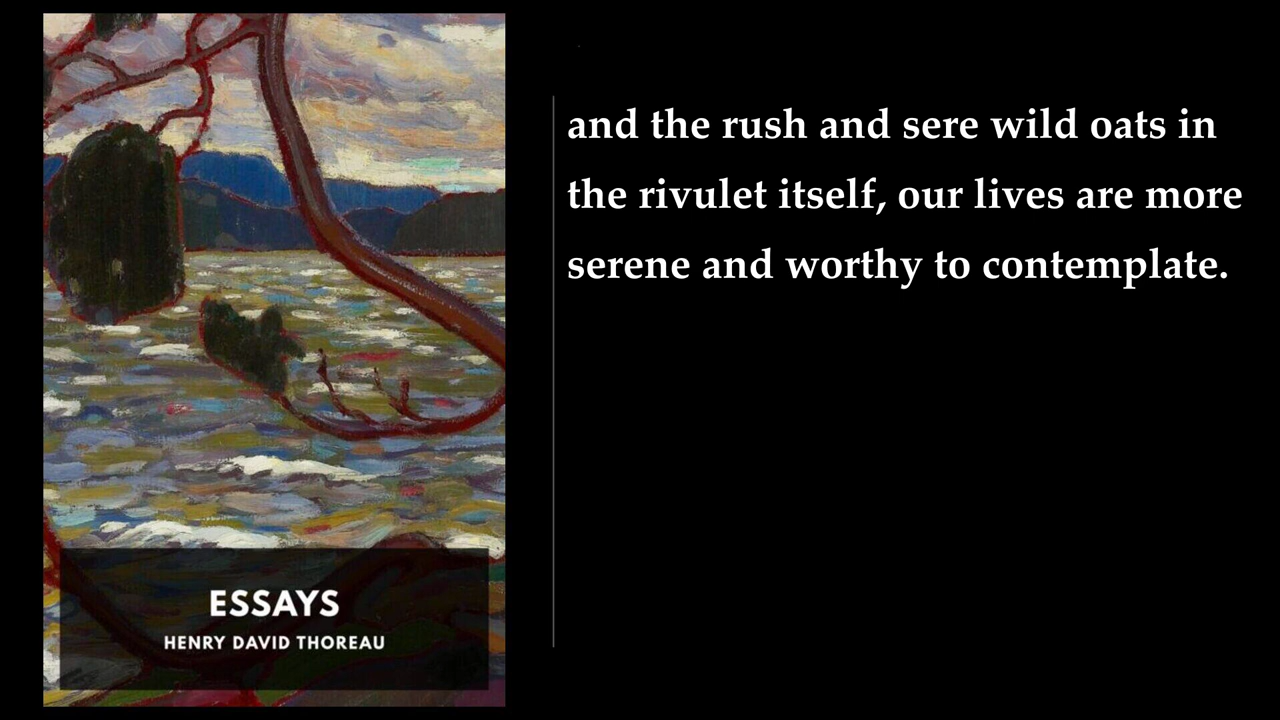 ESSAYS
HENRY DAVID THOREAU
and the rush and sere wild oats in
the rivulet itself, our lives are more
serene and worthy to contemplate.